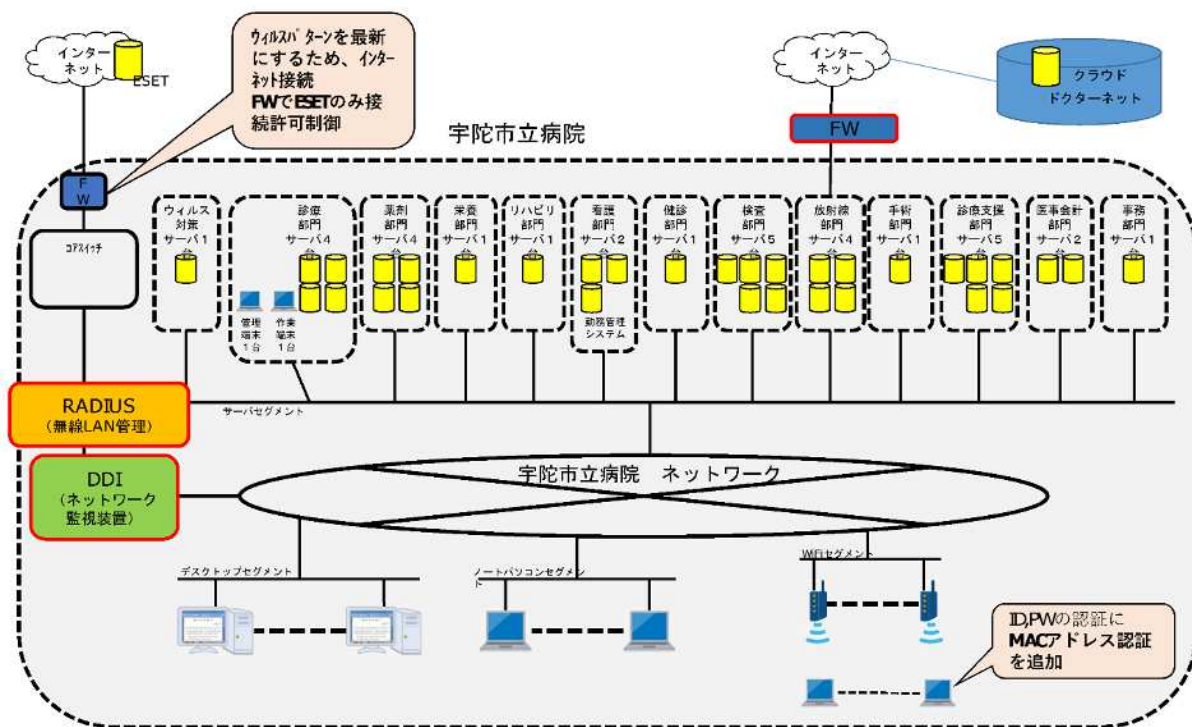 インター
ネット
ESET
ウィルスパターンを最新
にするため、インター
ネット接続
FWでESETのみ接
続許可制御
宇陀市立病院
インター
ネット
クラウド
ドクターネット
FW
F
W
コアスイッチ
ウィルス
対策
サーバ1
台
診療
部門
サーバ4
台
管理
端末
1台
作業
端末
1台
薬剤
部門
サーバ4
台
栄養
部門
サーバ1
台
リハビリ
部門
サーバ1
台
看護
部門
サーバ2
台
勤務管理
システム
健診
部門
サーバ1
台
検査
部門
サーバ5
台
放射線
部門
サーバ4
台
手術
部門
サーバ1
台
診療支援
部門
サーバ5
台
医事会計
部門
サーバ2
台
事務
部門
サーバ1
台
サーバセグメント
RADIUS
(無線LAN管理)
DDI
(ネットワーク
監視装置)
宇陀市立病院 ネットワーク
デスクトップセグメント
ノートパソコンセグメン
ト
WiFiセグメント
ID,PWの認証に
MACアドレス認証
を追加